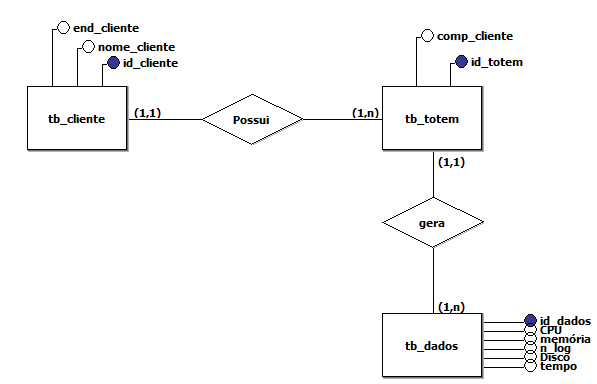 end_cliente
nome_cliente
id_cliente
comp_cliente
id_totem
tb_cliente
(1,1)
Possui
(1,n)
tb_totem
(1,1)
gera
(1,n)
tb_dados
id_dados
CPU
memória
n_log
Disco
tempo